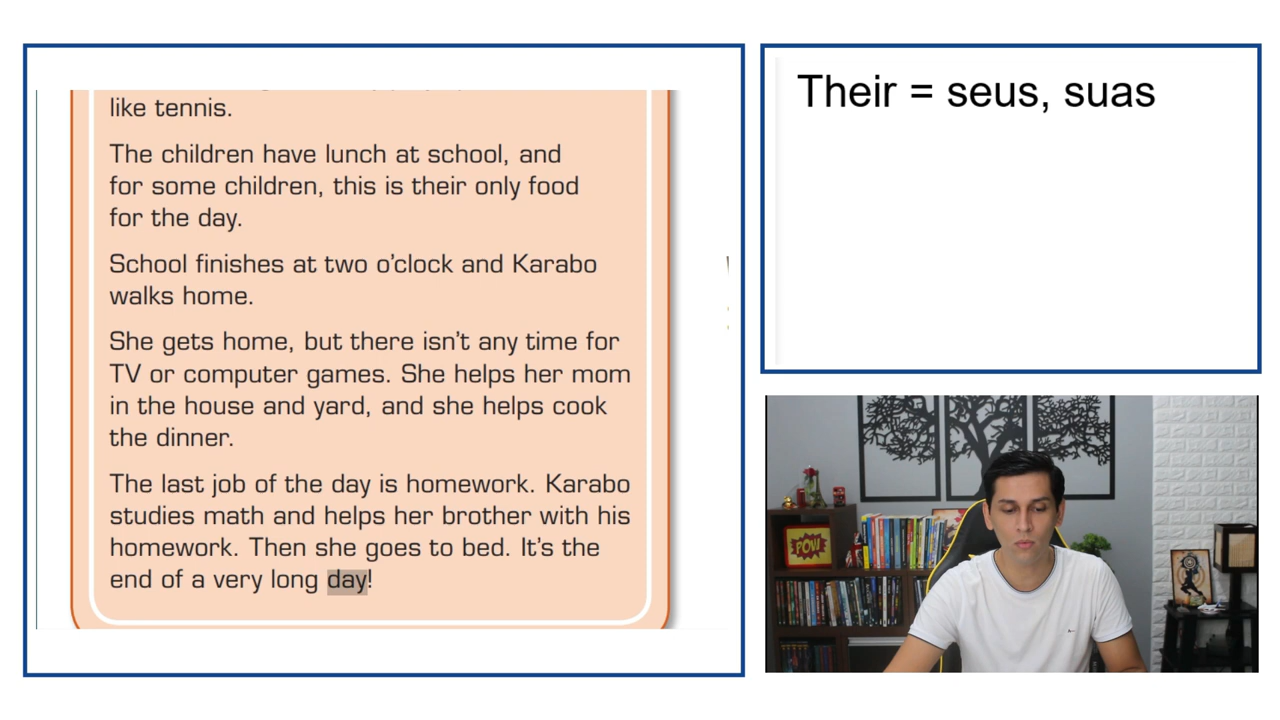 like tennis.
The children have lunch at school, and
for some children, this is their only food
for the day.
School finishes at two o'clock and Karabo
walks home.
She gets home, but there isn't any time for
TV or computer games. She helps her mom
in the house and yard, and she helps cook
the dinner.
The last job of the day is homework. Karabo
studies math and helps her brother with his
homework. Then she goes to bed. It's the
end of a very long day!
Their = seus, suas
POW!